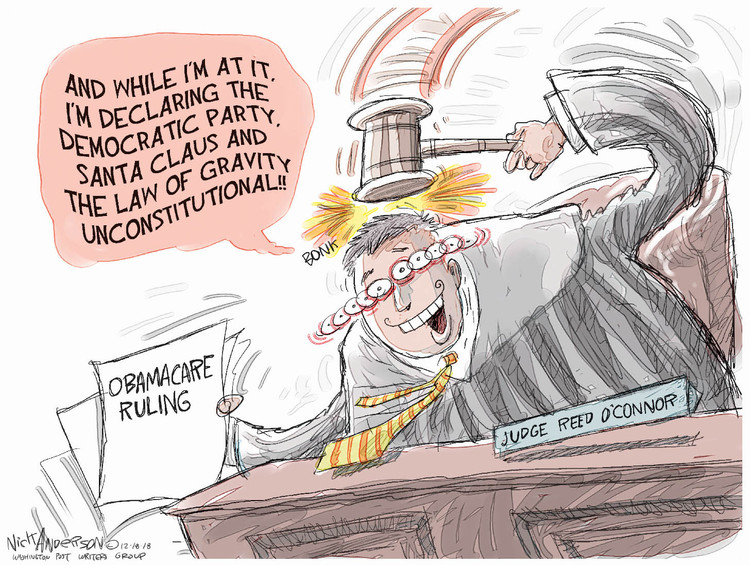 AND WHILE I'M AT IT,
I'M DECLARING THE
DEMOCRATIC PARTY,
SANTA CLAUS AND
THE LAW OF GRAVITY
UNCONSTITUTIONAL!!
BONK
OBAMACARE
RULING
JUDGE REED O'CONNOR
NICK ANDERSON 12-18-18
WASHINGTON POST WRITERS GROUP